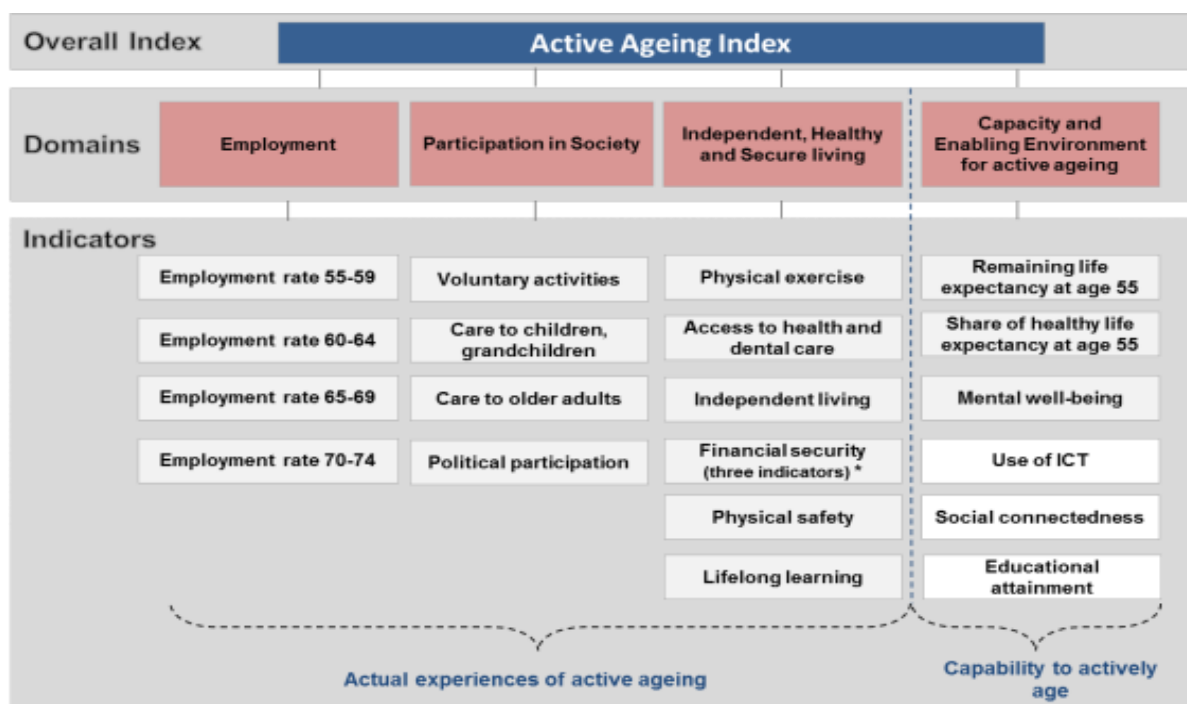 Overall Index
Active Ageing Index
Domains
Employment
Participation in Society
Independent, Healthy
and Secure living
Capacity and
Enabling Environment
for active ageing
Indicators
Employment rate 55-59
Voluntary activities
Physical exercise
Remaining life
expectancy at age 55
Employment rate 60-64
Care to children,
grandchildren
Access to health and
dental care
Share of healthy life
expectancy at age 55
Employment rate 65-69
Care to older adults
Independent living
Mental well-being
Employment rate 70-74
Political participation
Financial security
(three indicators) *
Use of ICT
Physical safety
Social connectedness
Lifelong learning
Educational
attainment
Actual experiences of active ageing
Capability to actively
age